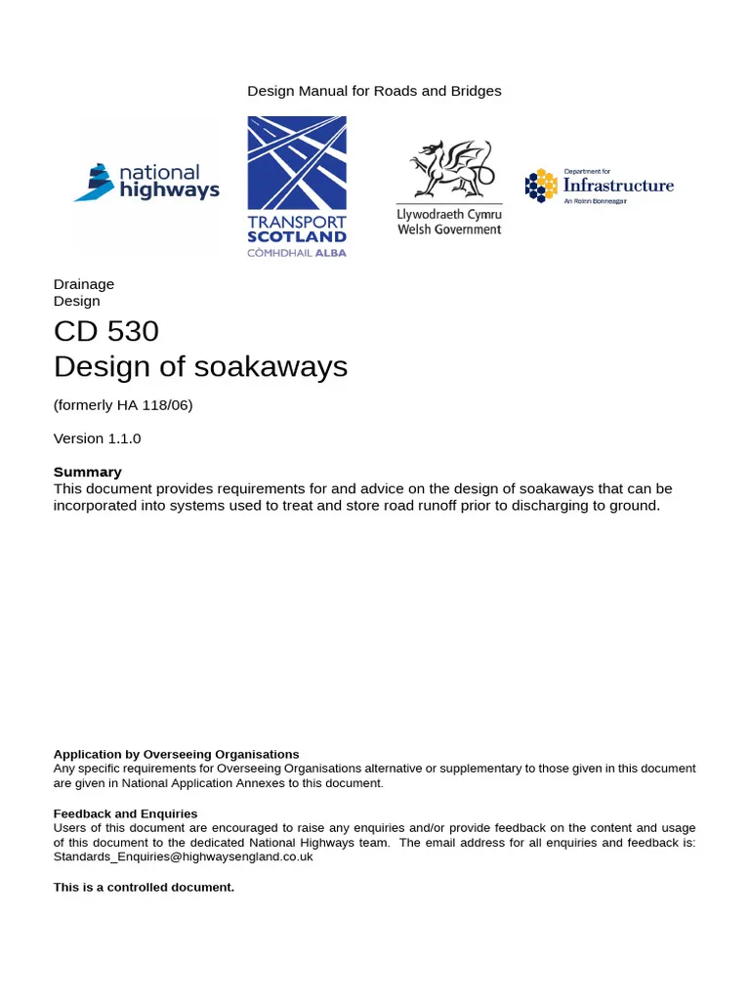 Design Manual for Roads and Bridges
national
highways
TRANSPORT
SCOTLAND
CÒMHDHAIL ALBA
Llywodraeth Cymru
Welsh Government
Department for
Infrastructure
An Roinn Bonneagair
Drainage
Design
CD 530
Design of soakaways
(formerly HA 118/06)
Version 1.1.0
Summary
This document provides requirements for and advice on the design of soakaways that can be
incorporated into systems used to treat and store road runoff prior to discharging to ground.
Application by Overseeing Organisations
Any specific requirements for Overseeing Organisations alternative or supplementary to those given in this document
are given in National Application Annexes to this document.
Feedback and Enquiries
Users of this document are encouraged to raise any enquiries and/or provide feedback on the content and usage
of this document to the dedicated National Highways team. The email address for all enquiries and feedback is:
Standards_Enquiries@highwaysengland.co.uk
This is a controlled document.